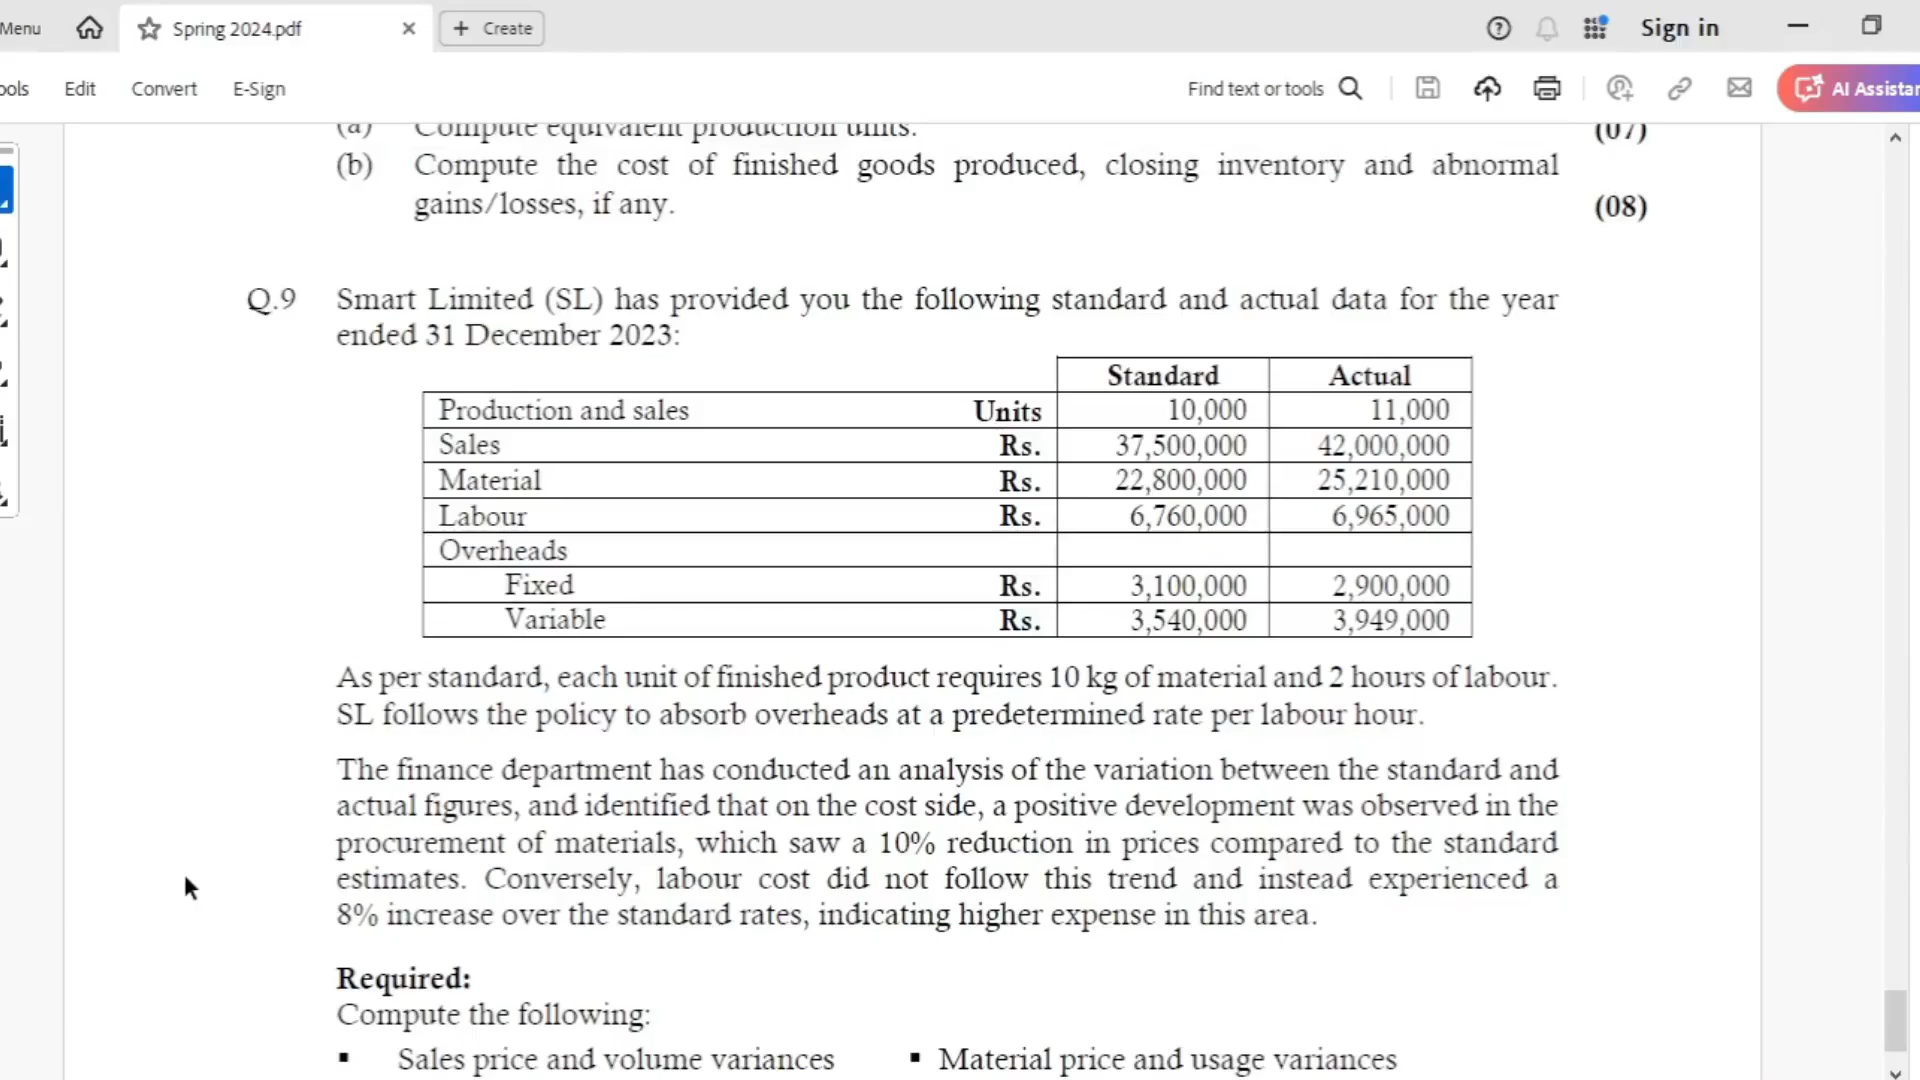 Menu Spring 2024.pdf × + Create Sign in
ools Edit Convert E-Sign Find text or tools AI Assistan
(a) Compute equivalent production units. (07)
(b) Compute the cost of finished goods produced, closing inventory and abnormal
gains/losses, if any. (08)
Q.9 Smart Limited (SL) has provided you the following standard and actual data for the year
ended 31 December 2023:
Standard Actual
Production and sales Units 10,000 11,000
Sales Rs. 37,500,000 42,000,000
Material Rs. 22,800,000 25,210,000
Labour Rs. 6,760,000 6,965,000
Overheads
Fixed Rs. 3,100,000 2,900,000
Variable Rs. 3,540,000 3,949,000
As per standard, each unit of finished product requires 10 kg of material and 2 hours of labour.
SL follows the policy to absorb overheads at a predetermined rate per labour hour.
The finance department has conducted an analysis of the variation between the standard and
actual figures, and identified that on the cost side, a positive development was observed in the
procurement of materials, which saw a 10% reduction in prices compared to the standard
estimates. Conversely, labour cost did not follow this trend and instead experienced a
8% increase over the standard rates, indicating higher expense in this area.
Required:
Compute the following:
▪ Sales price and volume variances ▪ Material price and usage variances